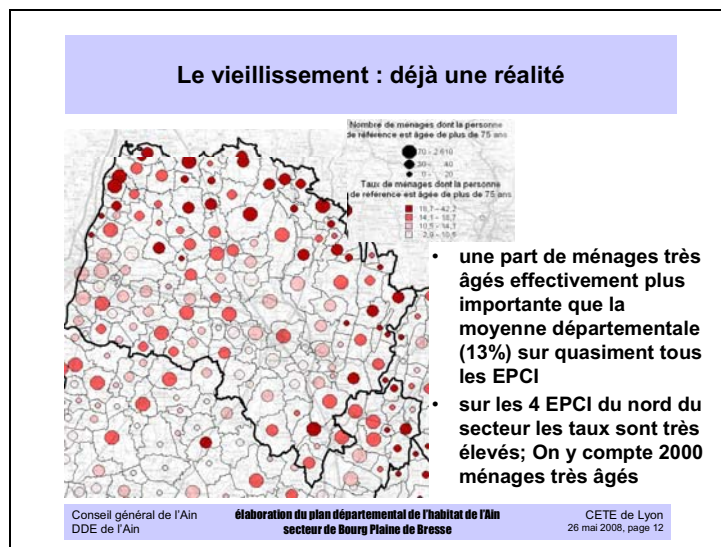 Le vieillissement : déjà une réalité
Nombre de ménages dont la personne
de référence est âgée de plus de 75 ans
70 - 2 610
30 - 40
0 - 20
Taux de ménages dont la personne
de référence est âgée de plus de 75 ans
18,7 - 42,2
14,1 - 18,7
10,5 - 14,1
2,9 - 10,5
• une part de ménages très
âgés effectivement plus
importante que la
moyenne départementale
(13%) sur quasiment tous
les EPCI
• sur les 4 EPCI du nord du
secteur les taux sont très
élevés; On y compte 2000
ménages très âgés
Conseil général de l'Ain
DDE de l'Ain
élaboration du plan départemental de l'habitat de l'Ain
secteur de Bourg Plaine de Bresse
CETE de Lyon
26 mai 2008, page 12